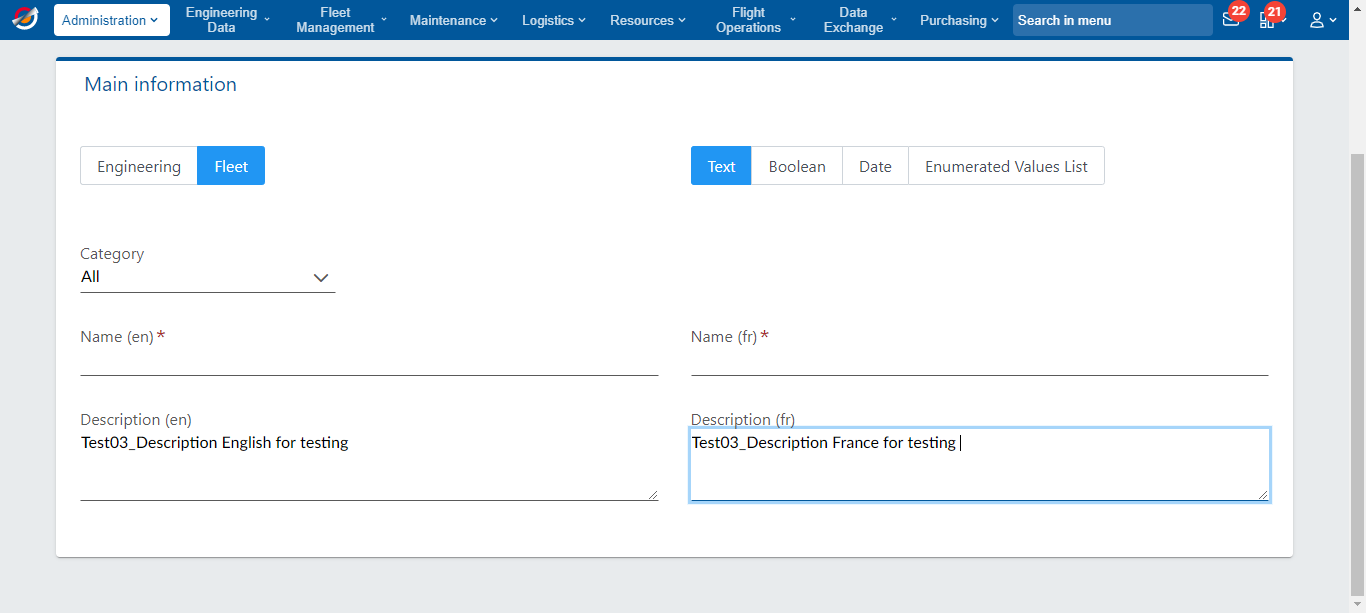 Administration
Engineering Data
Fleet Management
Maintenance
Logistics
Resources
Flight Operations
Data Exchange
Purchasing
Search in menu
22
21
Main information
Engineering Fleet
Text Boolean Date Enumerated Values List
Category
All
Name (en) *
Name (fr) *
Description (en)
Test03_Description English for testing
Description (fr)
Test03_Description France for testing